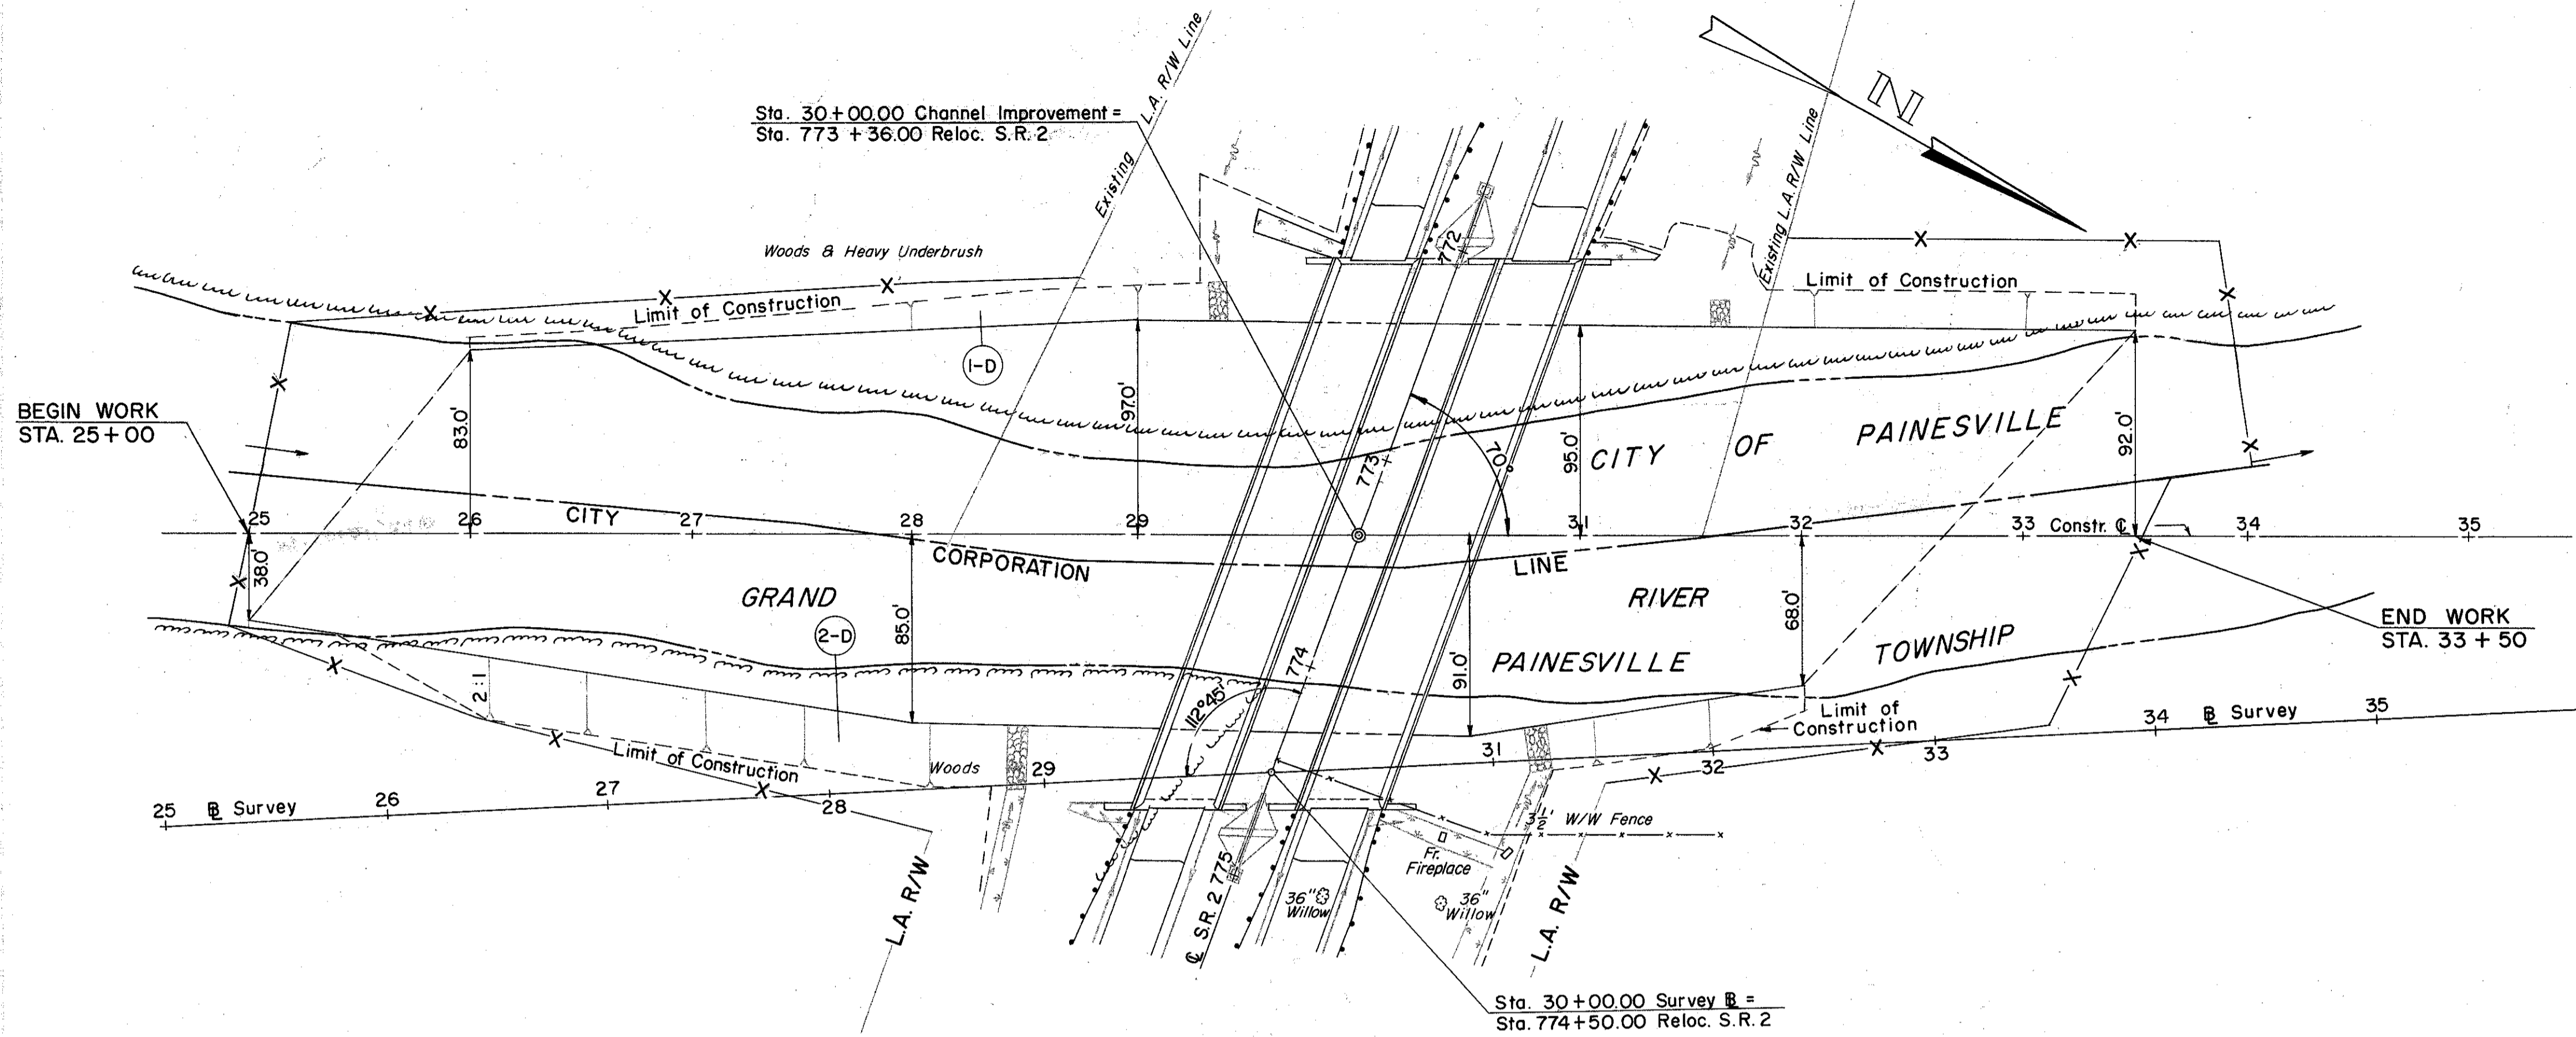 N
Existing L.A. R/W Line
Sta. 30+00.00 Channel Improvement =
Sta. 773 + 36.00 Reloc. S.R. 2
Existing L.A. R/W Line
772
Woods & Heavy Underbrush
Limit of Construction
Limit of Construction
1-D
BEGIN WORK
STA. 25+00
83.0'
97.0'
95.0'
92.0'
70°
773
CITY OF PAINESVILLE
25 26 27 28 29 31 32 33 34 35
Constr. ℄
CITY CORPORATION LINE
38.0'
GRAND RIVER
85.0'
2-D
91.0'
68.0'
END WORK
STA. 33 + 50
PAINESVILLE TOWNSHIP
774
112°45'
2:1
Limit of
Construction
Limit of Construction
Woods
25 BL Survey 26 27 28 29 31 32 33 34 BL Survey 35
3½' W/W Fence
Fr.
Fireplace
36"
Willow
36"
Willow
L.A. R/W
℄ S.R. 2 775
L.A. R/W
Sta. 30+00.00 Survey BL =
Sta. 774+50.00 Reloc. S.R. 2